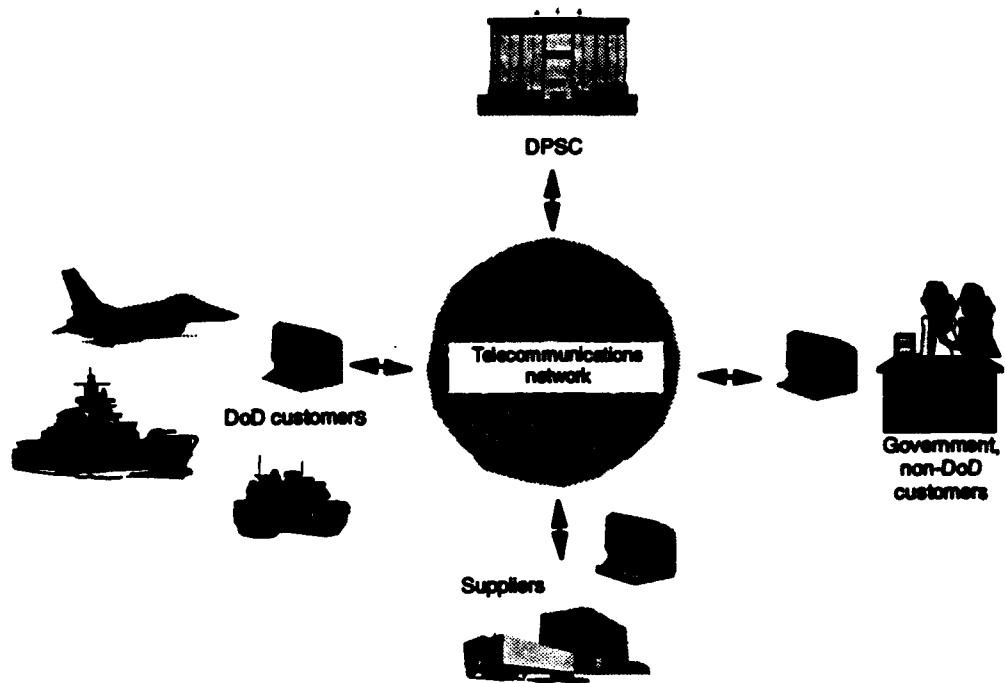 DPSC
Telecommunications
network
DoD customers
Government,
non-DoD
customers
Suppliers